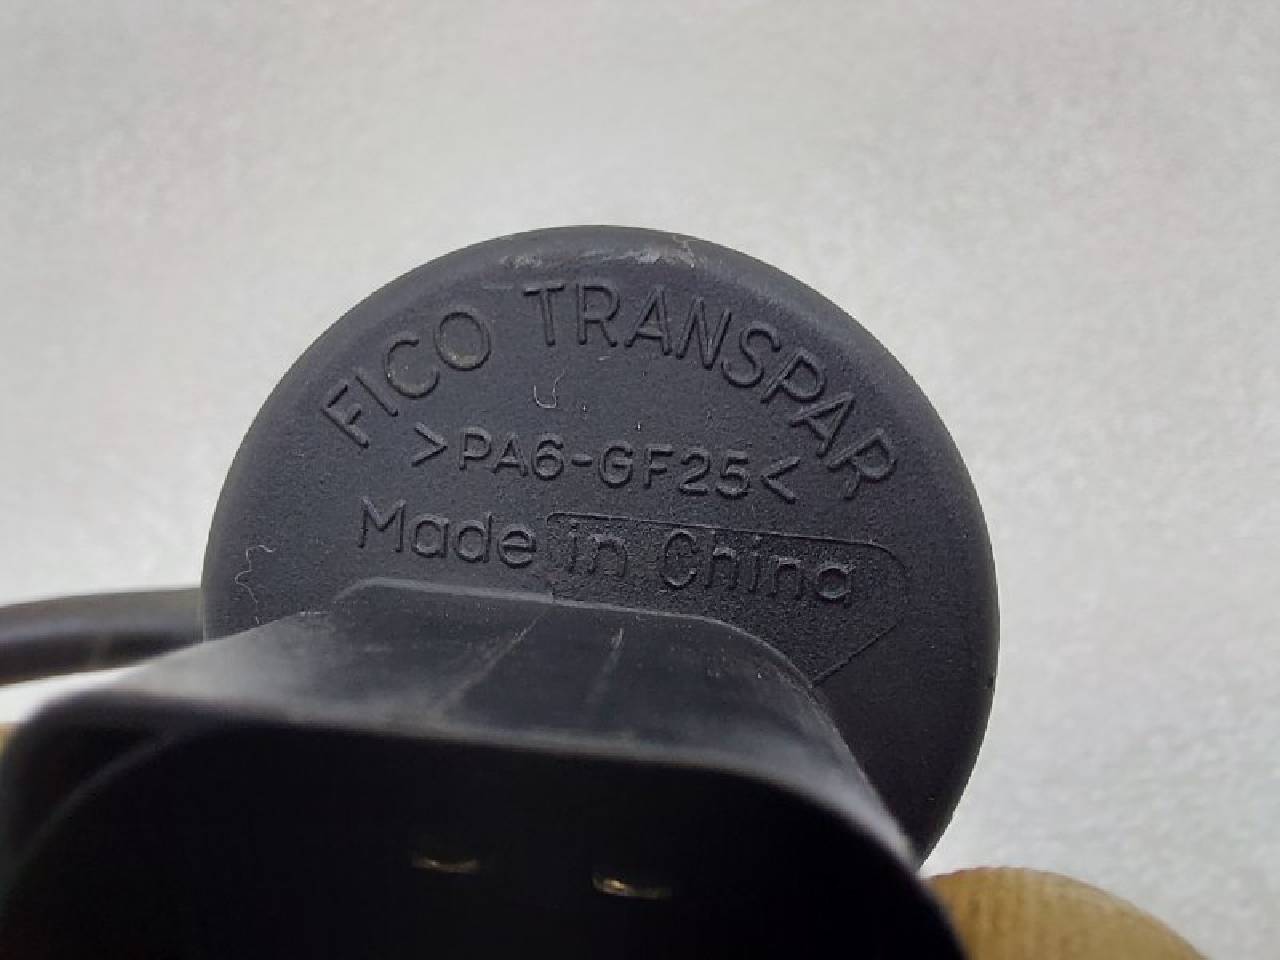 FICO TRANSPAR
>PA6-GF25<
Made in China